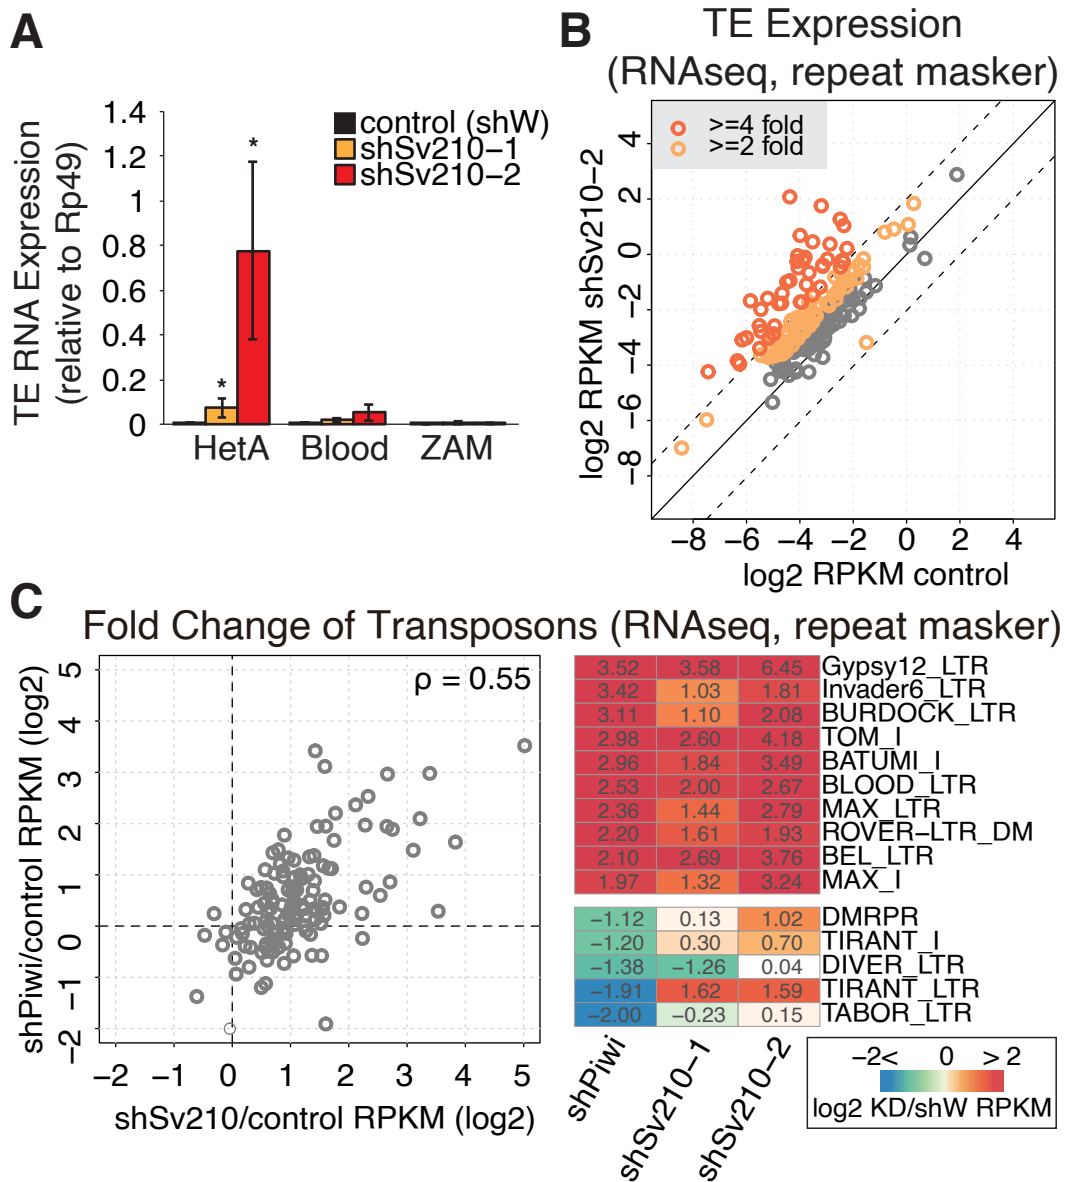 A
TE RNA Expression
(relative to Rp49)
1.4
1.2
1
0.8
0.6
0.4
0.2
0
*
*
control (shW)
shSv210−1
shSv210−2
HetA
Blood
ZAM
B
TE Expression
(RNAseq, repeat masker)
>=4 fold
>=2 fold
log2 RPKM shSv210−2
4
2
0
−2
−4
−6
−8
−8 −6 −4 −2 0 2 4
log2 RPKM control
C
Fold Change of Transposons (RNAseq, repeat masker)
ρ = 0.55
shPiwi/control RPKM (log2)
5
4
3
2
1
0
−1
−2
−2 −1 0 1 2 3 4 5
shSv210/control RPKM (log2)
3.52 3.58 6.45 Gypsy12_LTR
3.42 1.03 1.81 Invader6_LTR
3.11 1.10 2.08 BURDOCK_LTR
2.98 2.60 4.18 TOM_I
2.96 1.84 3.49 BATUMI_I
2.53 2.00 2.67 BLOOD_LTR
2.36 1.44 2.79 MAX_LTR
2.20 1.61 1.93 ROVER−LTR_DM
2.10 2.69 3.76 BEL_LTR
1.97 1.32 3.24 MAX_I
−1.12 0.13 1.02 DMRPR
−1.20 0.30 0.70 TIRANT_I
−1.38 −1.26 0.04 DIVER_LTR
−1.91 1.62 1.59 TIRANT_LTR
−2.00 −0.23 0.15 TABOR_LTR
shPiwi
shSv210−1
shSv210−2
−2< 0 > 2
log2 KD/shW RPKM